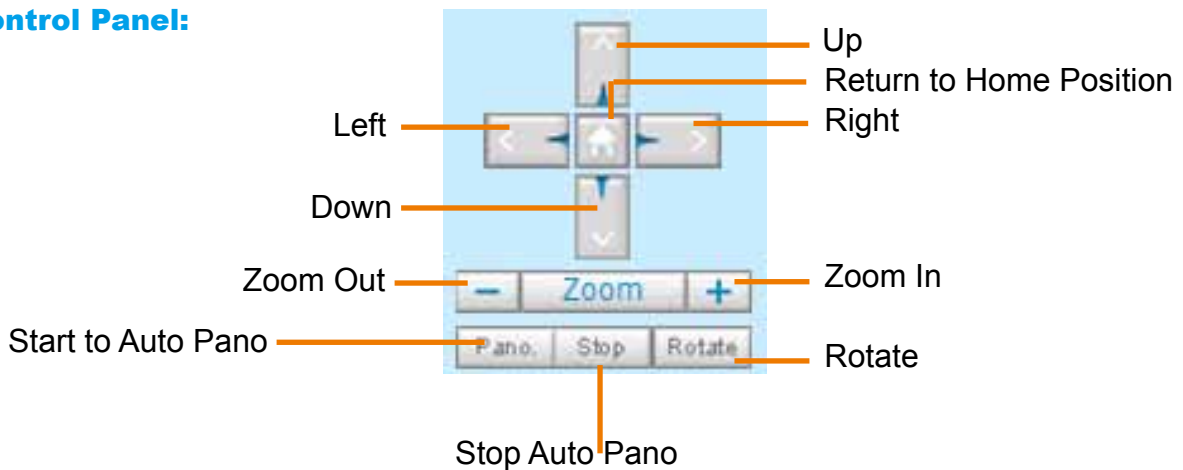 ontrol Panel:
Up
Return to Home Position
Left
Right
Down
Zoom Out
Zoom
Zoom In
Start to Auto Pano
Pano.
Stop
Rotate
Rotate
Stop Auto Pano